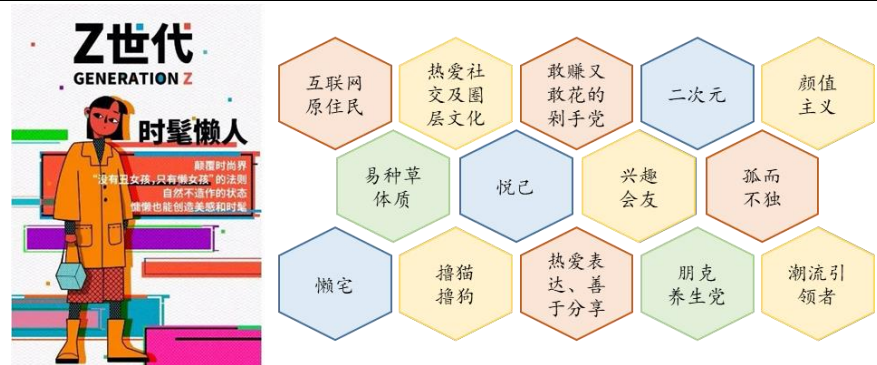 Z世代
GENERATION Z
时髦懒人
颠覆时尚界
“没有丑女孩,只有懒女孩”的法则
自然不造作的状态
慵懒也能创造美感和时髦
互联网
原住民
热爱社
交及圈
层文化
敢赚又
敢花的
剁手党
二次元
颜值
主义
易种草
体质
悦己
兴趣
会友
孤而
不独
懒宅
撸猫
撸狗
热爱表
达、善
于分享
朋克
养生党
潮流引
领者